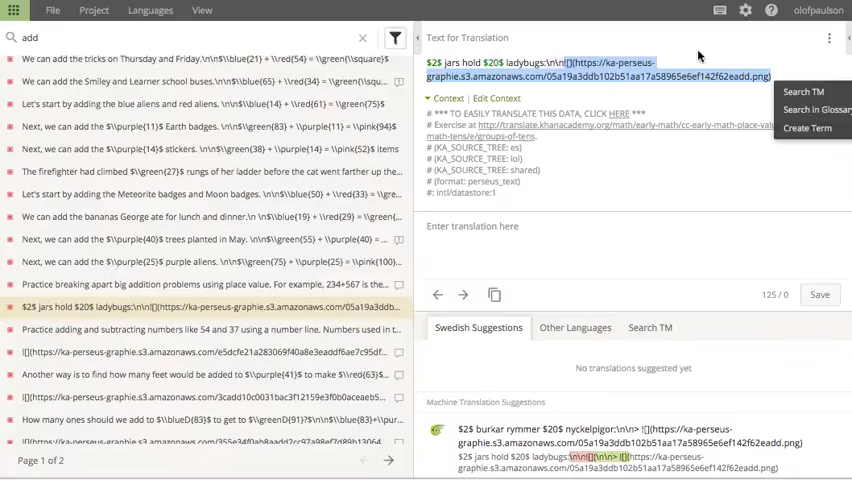 File Project Languages View olofpaulson
add
We can add the tricks on Thursday and Friday.\n\n$\\blue{21} + \\red{54} = \\green{\square}$
We can add the Smiley and Learner school buses.\n\n$\\blue{65} + \\red{34} = \\green{...
Let's start by adding the blue aliens and red aliens. \n\n$\\blue{14} + \\red{61} = \\green{75}$
Next, we can add the $\\purple{11}$ Earth badges.\n\n$\\green{83} + \\purple{11} = \\pink{94}$
Next, we can add $\\purple{14}$ stickers. \n\n$\\green{38} + \\purple{14} = \\pink{52}$ items
The firefighter had climbed $\\green{27}$ rungs of her ladder before the cat went farther up the...
Let's start by adding the Meteorite badges and Moon badges. \n\n$\\blue{50} + \\red{33} = \\green{...
We can add the bananas George ate for lunch and dinner.\n \n$\\blue{19} + \\red{29} = \\green{...
Next, we can add the $\\purple{40}$ trees planted in May. \n\n$\\green{55} + \\purple{40} = ...
Next, we can add $\\purple{25}$ purple aliens. \n\n$\\green{75} + \\purple{25} = \\pink{100}...
Practice breaking apart big addition problems using place value. For example, 234+567 is the...
$2$ jars hold $20$ ladybugs:\n\n![](https://ka-perseus-graphie.s3.amazonaws.com/05a19a3ddb...
Practice adding and subtracting numbers like 54 and 37 using a number line. Numbers used in t...
![](https://ka-perseus-graphie.s3.amazonaws.com/e5dcfe21a283069f40a8e3eaddf6ae7c95df...
Another way is to find how many feet would be added to $\\purple{41}$ to make $\\red{63}$...
![](https://ka-perseus-graphie.s3.amazonaws.com/3cadd10c0031bac3f12159e3f0b0aceaeb5...
How many ones should we add to $\\blueD{83}$ to get to $\\greenD{91}$?$\n\n$\\blue{83}+\\pur...
![](https://ka-perseus-graphie.s3.amazonaws.com/355e34f0ab8aadd2cc97a98ef7d89b13064...
Page 1 of 2
Text for Translation
$2$ jars hold $20$ ladybugs:\n\n![](https://ka-perseus-
graphie.s3.amazonaws.com/05a19a3ddb102b51aa17a58965e6ef142f62eadd.png)
Search TM
Search in Glossary
Create Term
Context Edit Context
# *** TO EASILY TRANSLATE THIS DATA, CLICK HERE ***
# Exercise at http://translate.khanacademy.org/math/early-math/cc-early-math-place-val
math-tens/e/groups-of-tens.
# (KA_SOURCE_TREE: es)
# (KA_SOURCE_TREE: lol)
# (KA_SOURCE_TREE: shared)
# (format: perseus_text)
#: intl/datastore:1
Enter translation here
125 / 0 Save
Swedish Suggestions Other Languages Search TM
No translations suggested yet
Machine Translation Suggestions
$2$ burkar rymmer $20$ nyckelpigor:\n\n> ![](https://ka-perseus-
graphie.s3.amazonaws.com/05a19a3ddb102b51aa17a58965e6ef142f62eadd.png)
$2$ jars hold $20$ ladybugs:\n\n![](\n\n> ![](https://ka-perseus-
graphie.s3.amazonaws.com/05a19a3ddb102b51aa17a58965e6ef142f62eadd.png)